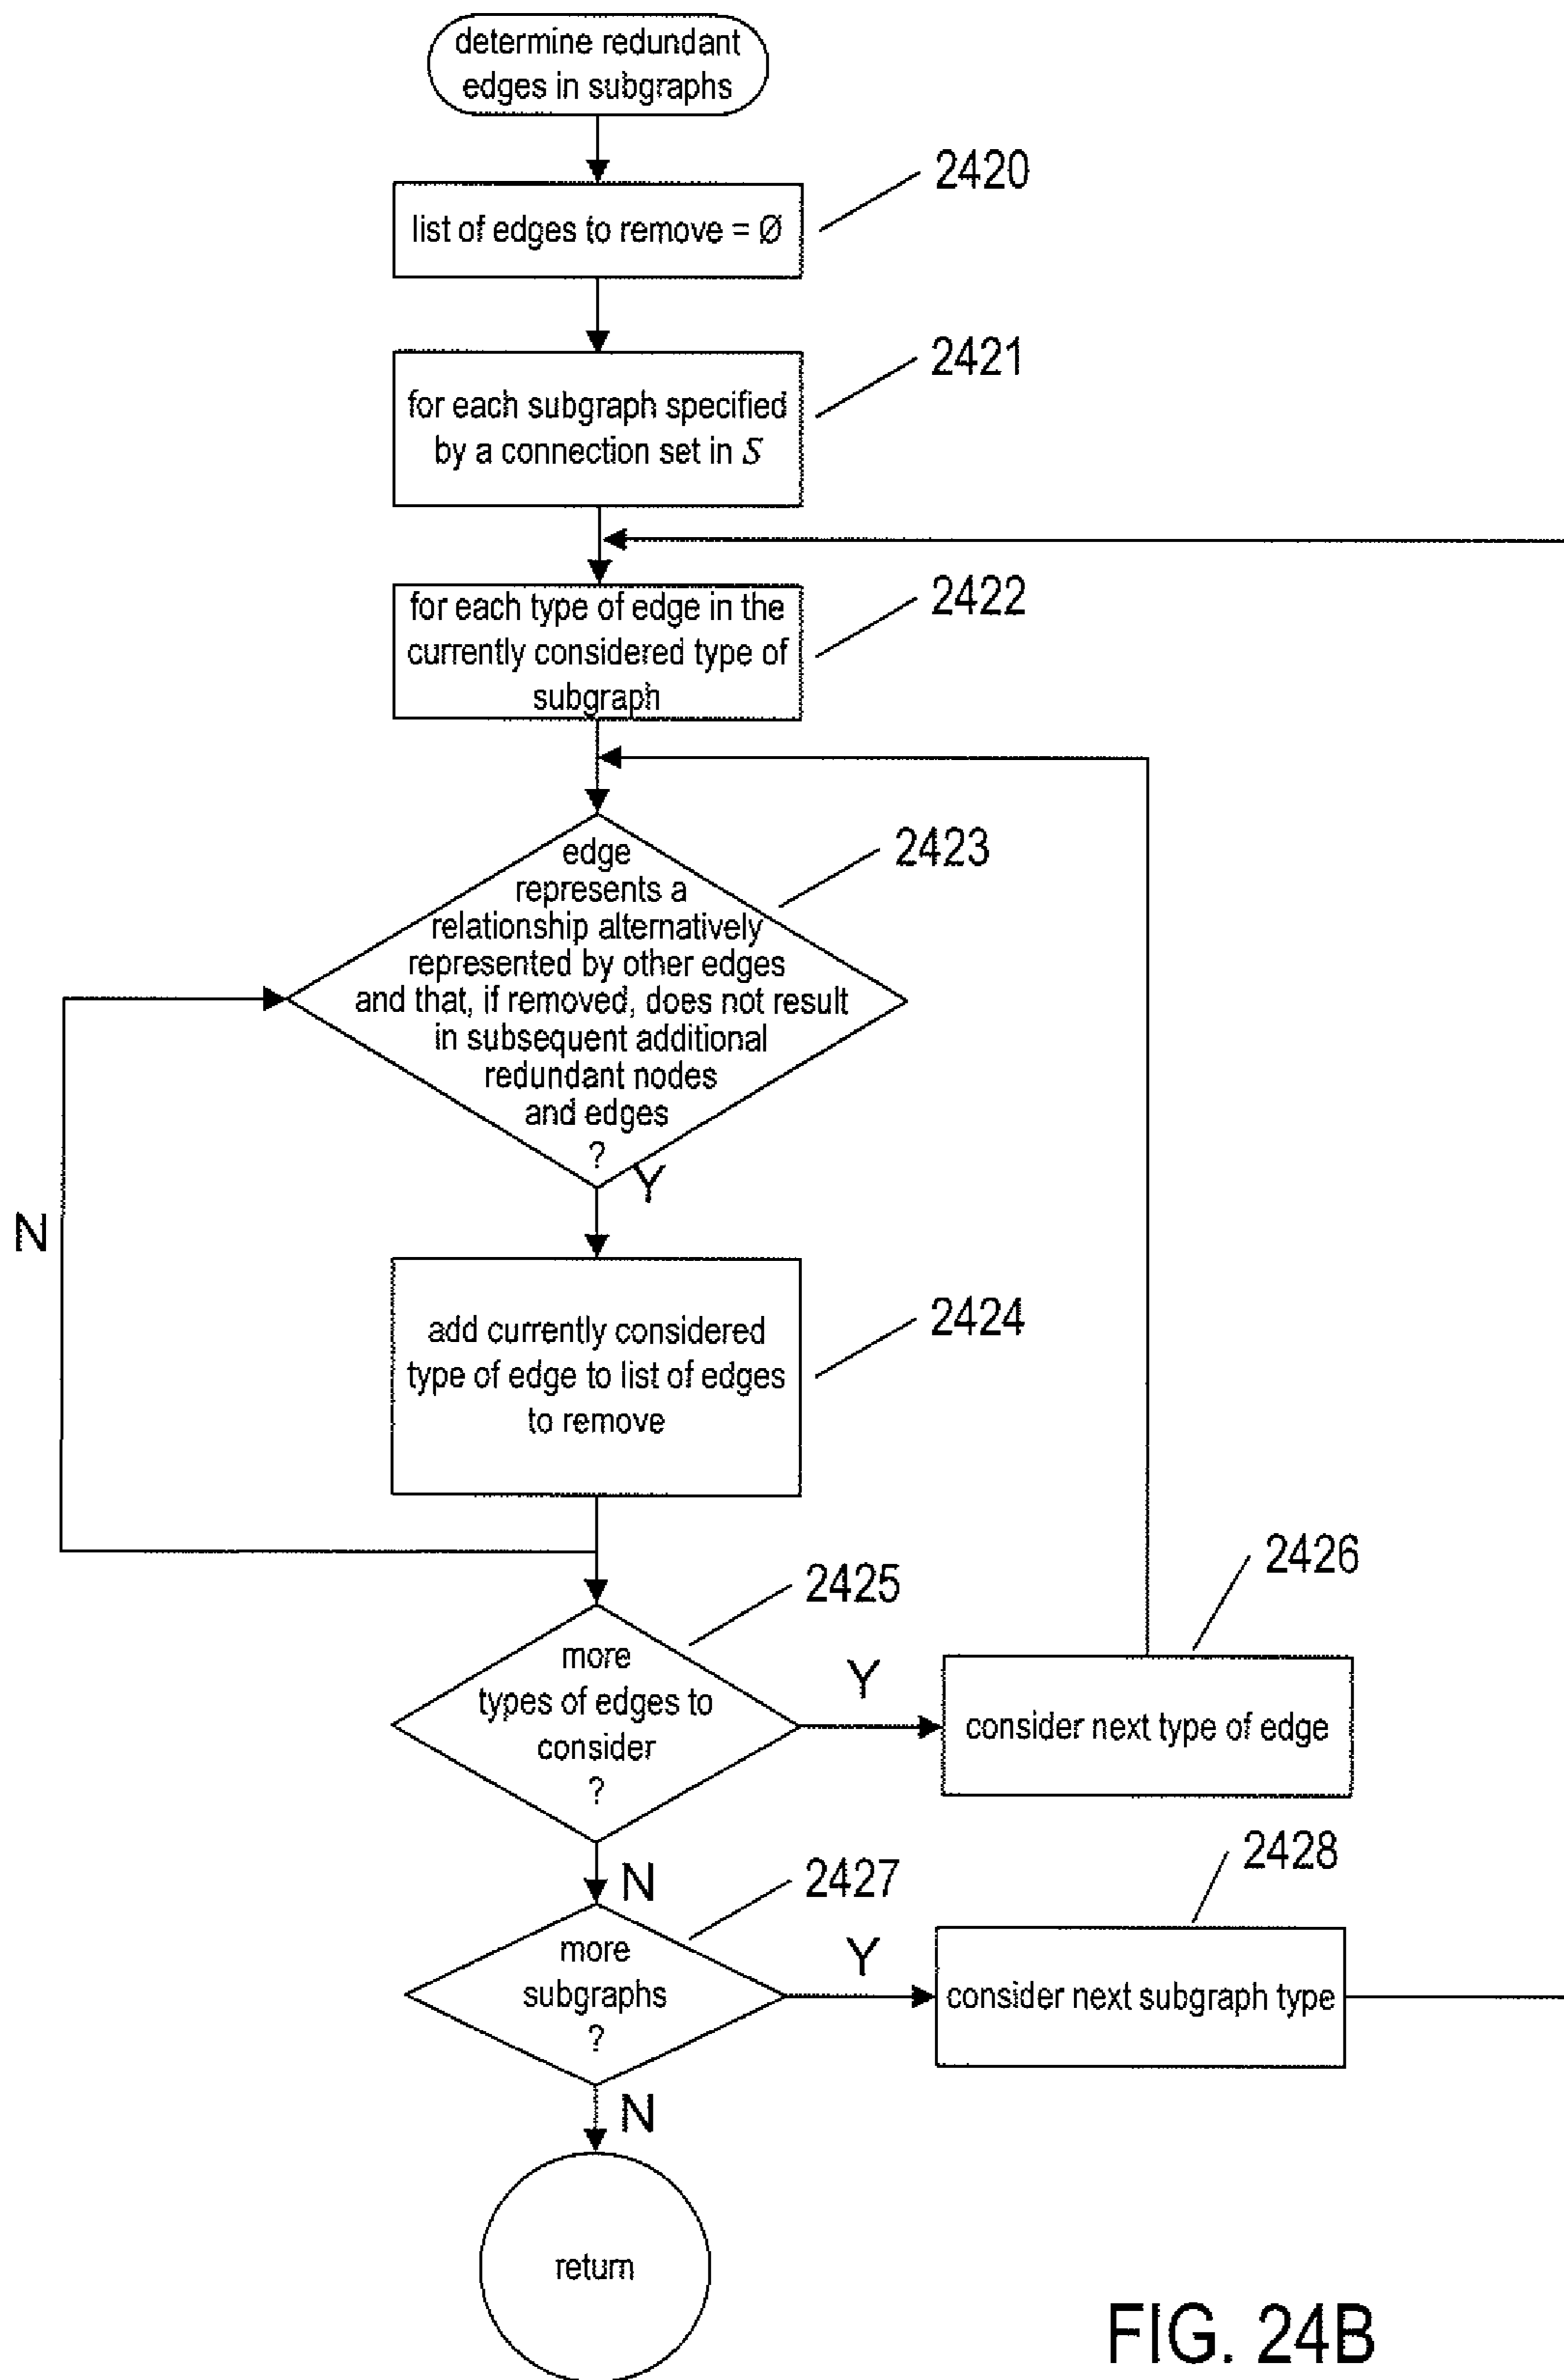 determine redundant
edges in subgraphs
2420
list of edges to remove = Ø
2421
for each subgraph specified
by a connection set in S
2422
for each type of edge in the
currently considered type of
subgraph
2423
edge
represents a
relationship alternatively
represented by other edges
and that, if removed, does not result
in subsequent additional
redundant nodes
and edges
?
Y
N
2424
add currently considered
type of edge to list of edges
to remove
2425
more
types of edges to
consider
?
Y
2426
consider next type of edge
N
2427
more
subgraphs
?
Y
2428
consider next subgraph type
N
return
FIG. 24B